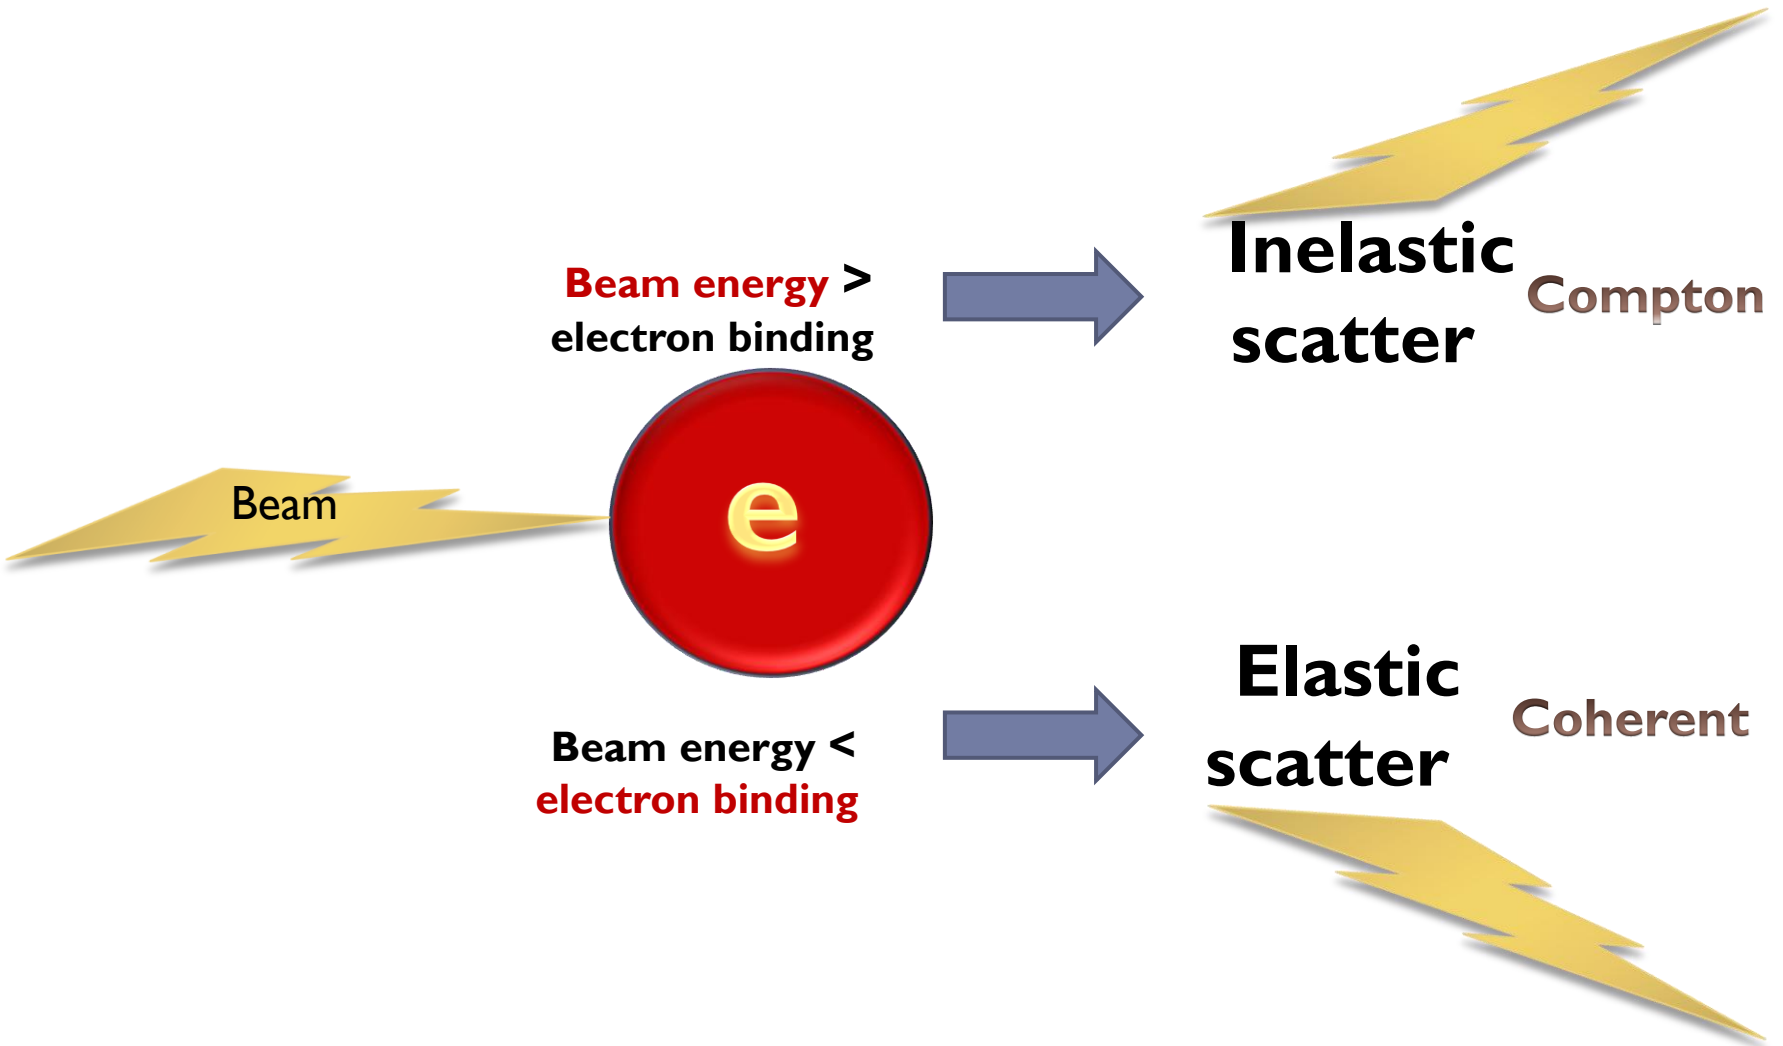 Beam energy >
electron binding
Inelastic
scatter
Compton
Beam
e
Beam energy <
electron binding
Elastic
scatter
Coherent